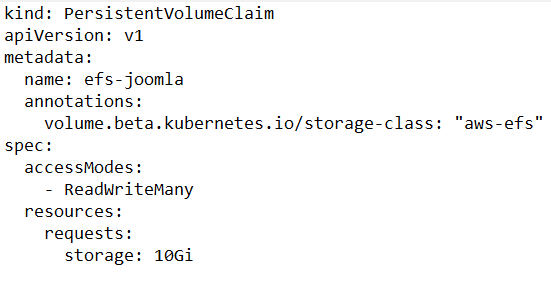 kind: PersistentVolumeClaim
apiVersion: v1
metadata:
  name: efs-joomla
  annotations:
    volume.beta.kubernetes.io/storage-class: "aws-efs"
spec:
  accessModes:
    - ReadWriteMany
  resources:
    requests:
      storage: 10Gi